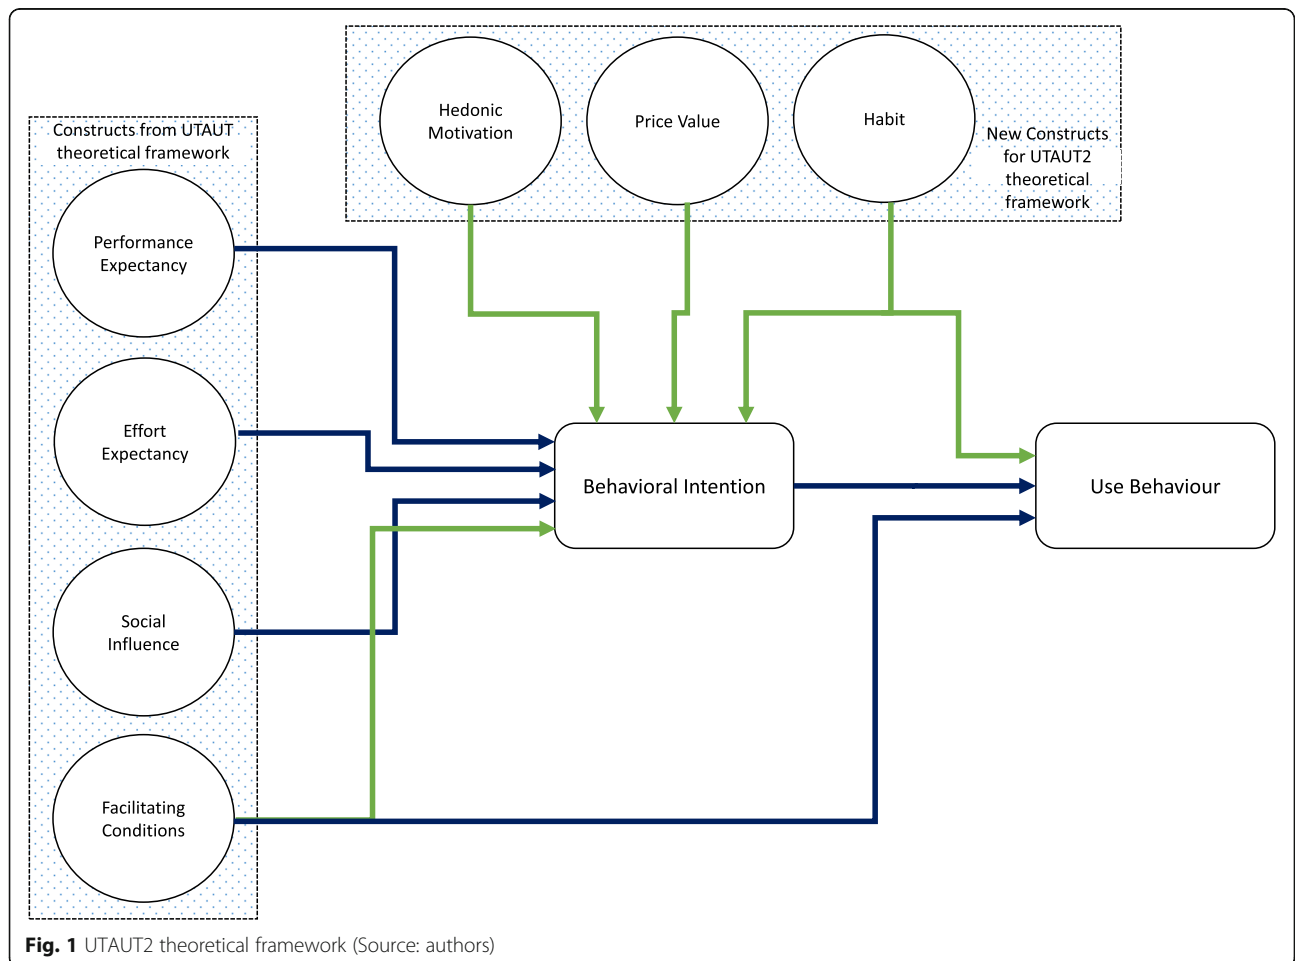 Hedonic
Motivation
Price Value
Habit
New Constructs
for UTAUT2
theoretical
framework
Constructs from UTAUT
theoretical framework
Performance
Expectancy
Effort
Expectancy
Social
Influence
Facilitating
Conditions
Behavioral Intention
Use Behaviour
Fig. 1 UTAUT2 theoretical framework (Source: authors)